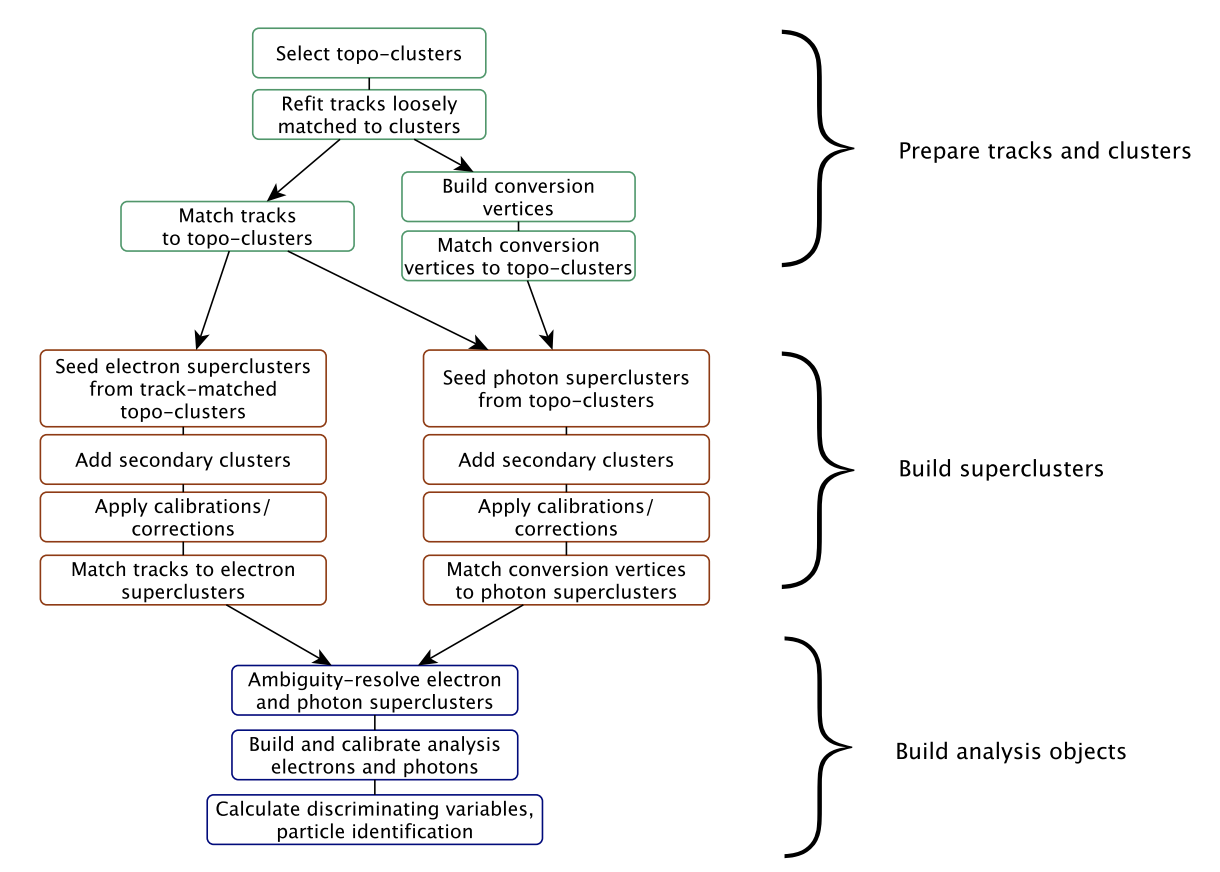 Select topo-clusters
Refit tracks loosely
matched to clusters
Prepare tracks and clusters
Build conversion
vertices
Match tracks
to topo-clusters
Match conversion
vertices to topo-clusters
Seed electron superclusters
from track-matched
topo-clusters
Seed photon superclusters
from topo-clusters
Add secondary clusters
Add secondary clusters
Build superclusters
Apply calibrations/
corrections
Apply calibrations/
corrections
Match tracks to electron
superclusters
Match conversion vertices
to photon superclusters
Ambiguity-resolve electron
and photon superclusters
Build and calibrate analysis
electrons and photons
Build analysis objects
Calculate discriminating variables,
particle identification